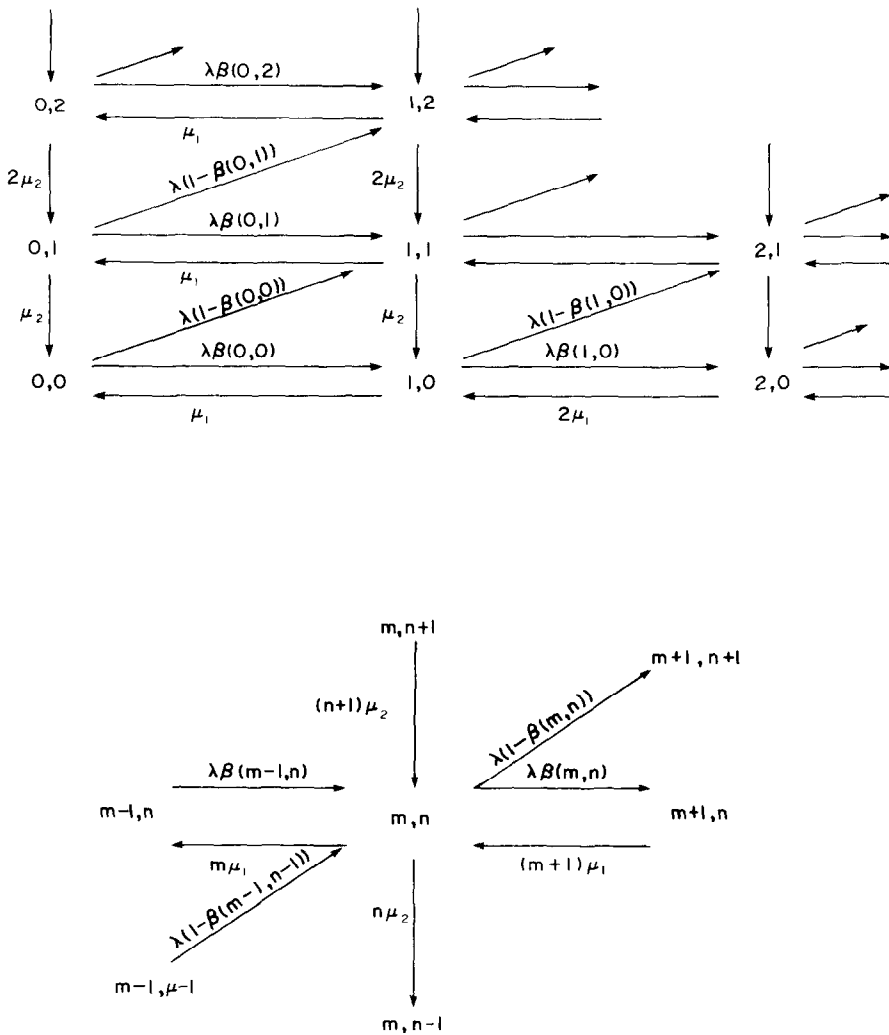 λβ(0,2)
0,2 1,2
μ₁
λ(1−β(0,1))
2μ₂ 2μ₂
λβ(0,1)
0,1 1,1 2,1
μ₁
λ(1−β(0,0)) λ(1−β(1,0))
μ₂ μ₂
λβ(0,0) λβ(1,0)
0,0 1,0 2,0
μ₁ 2μ₁
m,n+1
m+1,n+1
(n+1)μ₂
λ(1−β(m,n))
λβ(m−1,n) λβ(m,n)
m−1,n m,n m+1,n
mμ₁ (m+1)μ₁
λ(1−β(m−1,n−1))
nμ₂
m−1,μ−1
m,n−1